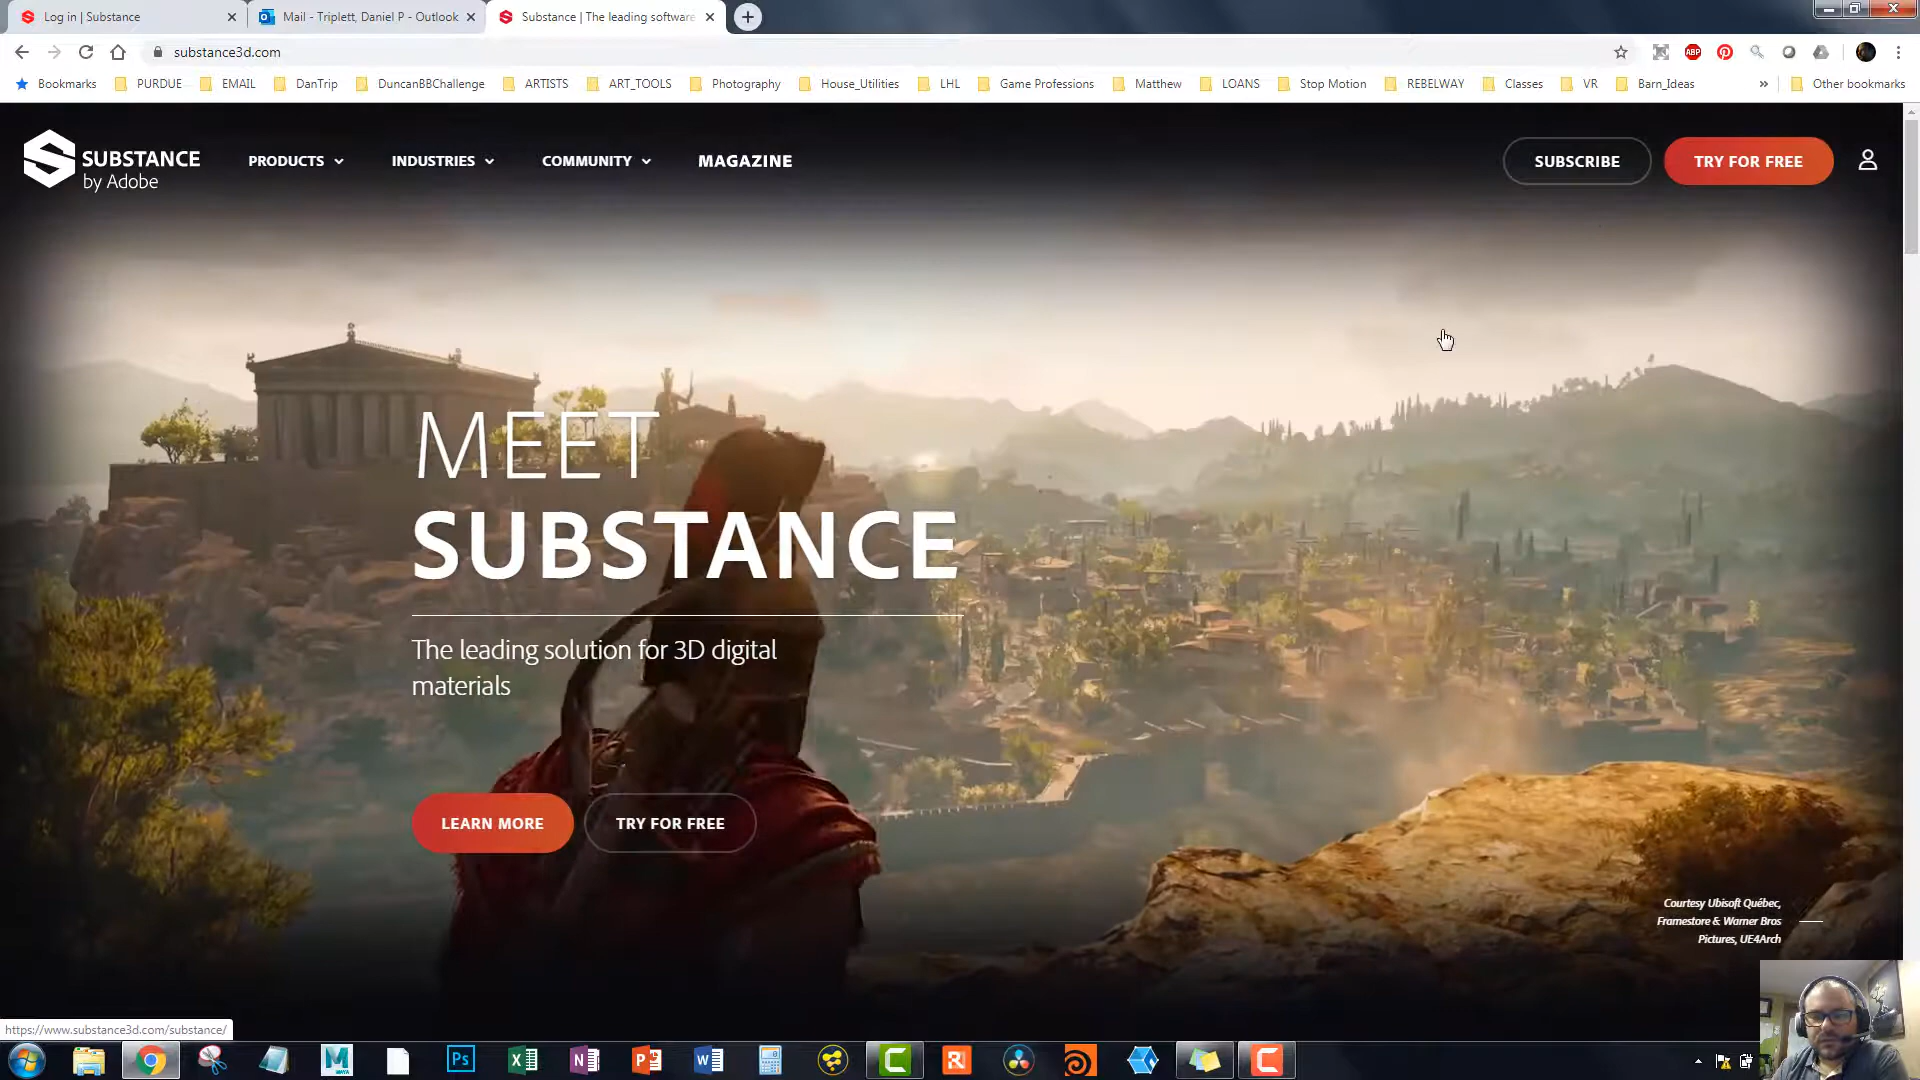 Log in | Substance
Mail - Triplett, Daniel P - Outlook
Substance | The leading software
substance3d.com
ABP
Bookmarks
PURDUE
EMAIL
DanTrip
DuncanBBChallenge
ARTISTS
ART_TOOLS
Photography
House_Utilities
LHL
Game Professions
Matthew
LOANS
Stop Motion
REBELWAY
Classes
VR
Barn_Ideas
»
Other bookmarks
SUBSTANCE
by Adobe
PRODUCTS
INDUSTRIES
COMMUNITY
MAGAZINE
SUBSCRIBE
TRY FOR FREE
MEET
SUBSTANCE
The leading solution for 3D digital
materials
LEARN MORE
TRY FOR FREE
Courtesy Ubisoft Québec,
Framestore & Warner Bros
Pictures, UE4Arch
https://www.substance3d.com/substance/